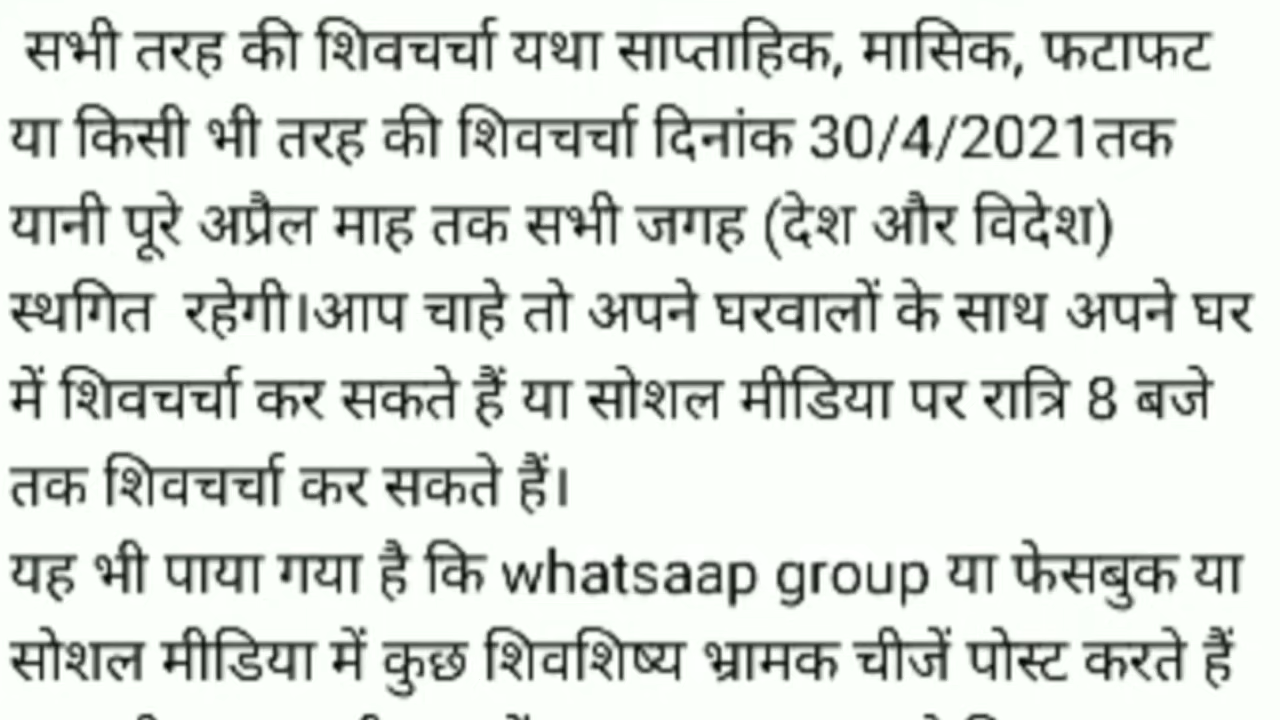 सभी तरह की शिवचर्चा यथा साप्ताहिक, मासिक, फटाफट
या किसी भी तरह की शिवचर्चा दिनांक 30/4/2021तक
यानी पूरे अप्रैल माह तक सभी जगह (देश और विदेश)
स्थगित रहेगी।आप चाहे तो अपने घरवालों के साथ अपने घर
में शिवचर्चा कर सकते हैं या सोशल मीडिया पर रात्रि 8 बजे
तक शिवचर्चा कर सकते हैं।
यह भी पाया गया है कि whatsaap group या फेसबुक या
सोशल मीडिया में कुछ शिवशिष्य भ्रामक चीजें पोस्ट करते हैं